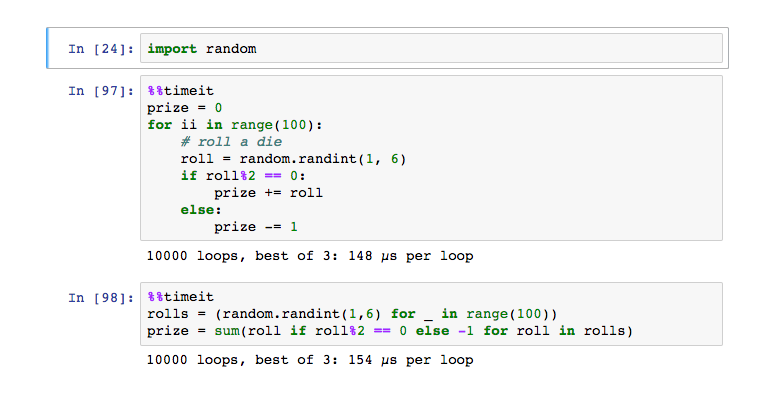 In [24]: import random
In [97]: %%timeit
prize = 0
for ii in range(100):
    # roll a die
    roll = random.randint(1, 6)
    if roll%2 == 0:
        prize += roll
    else:
        prize -= 1
10000 loops, best of 3: 148 µs per loop
In [98]: %%timeit
rolls = (random.randint(1,6) for _ in range(100))
prize = sum(roll if roll%2 == 0 else -1 for roll in rolls)
10000 loops, best of 3: 154 µs per loop